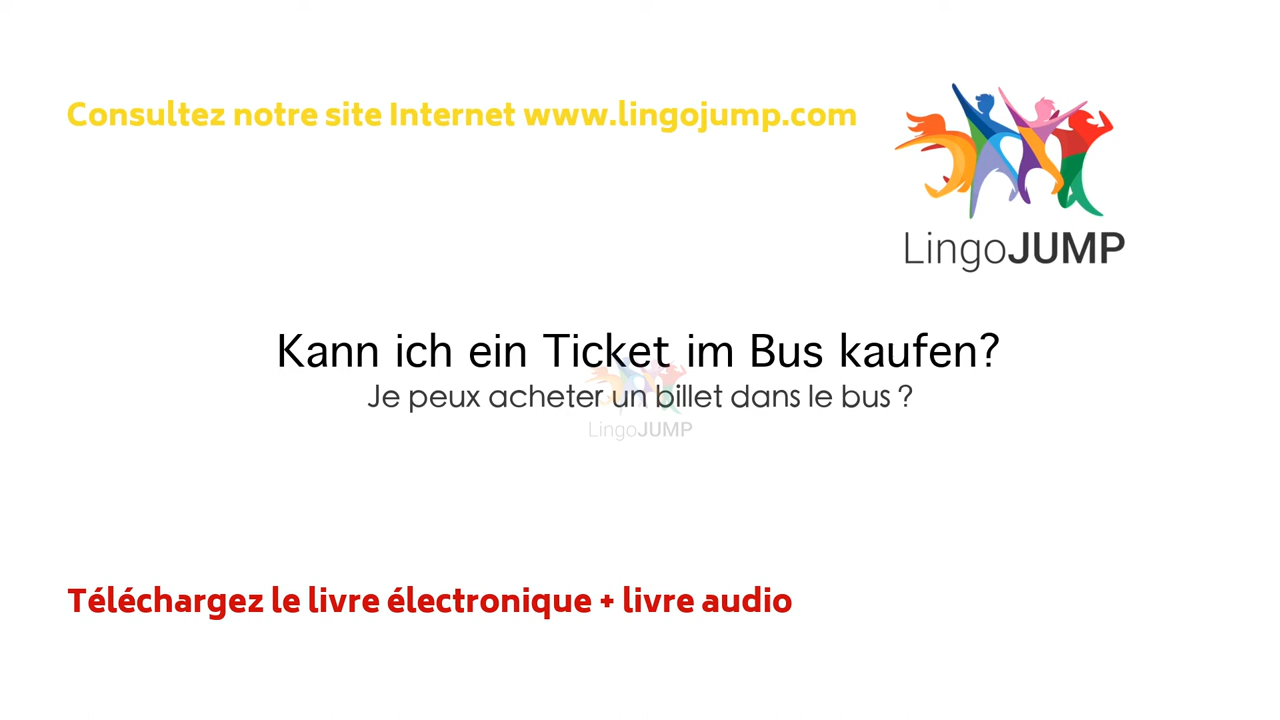 Consultez notre site Internet www.lingojump.com
LingoJUMP
Kann ich ein Ticket im Bus kaufen?
Je peux acheter un billet dans le bus ?
LingoJUMP
Téléchargez le livre électronique + livre audio